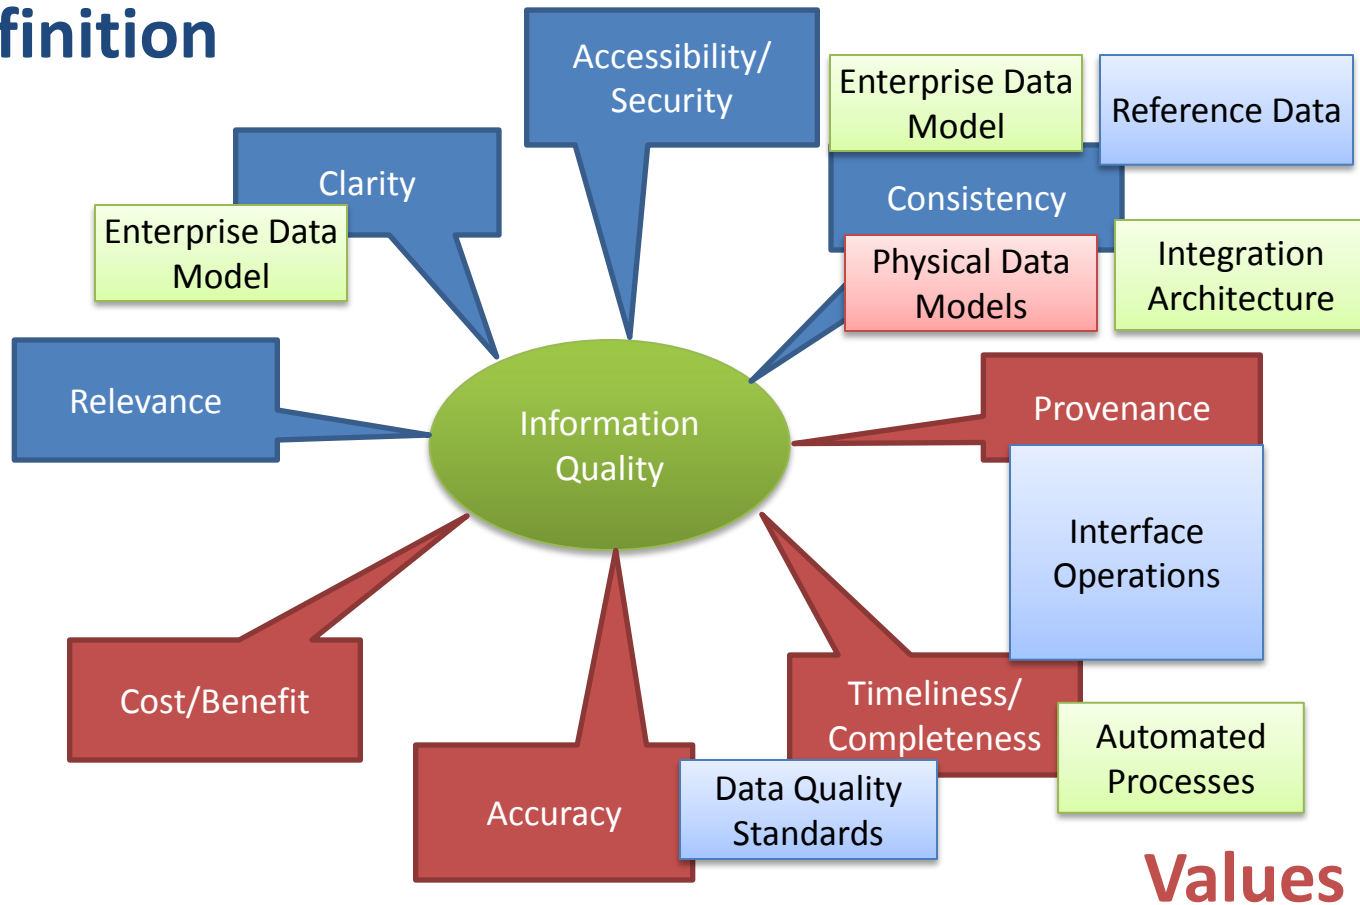 finition
Accessibility/
Security
Enterprise Data
Model
Reference Data
Clarity
Consistency
Enterprise Data
Model
Physical Data
Models
Integration
Architecture
Relevance
Information
Quality
Provenance
Interface
Operations
Cost/Benefit
Timeliness/
Completeness
Automated
Processes
Accuracy
Data Quality
Standards
Values